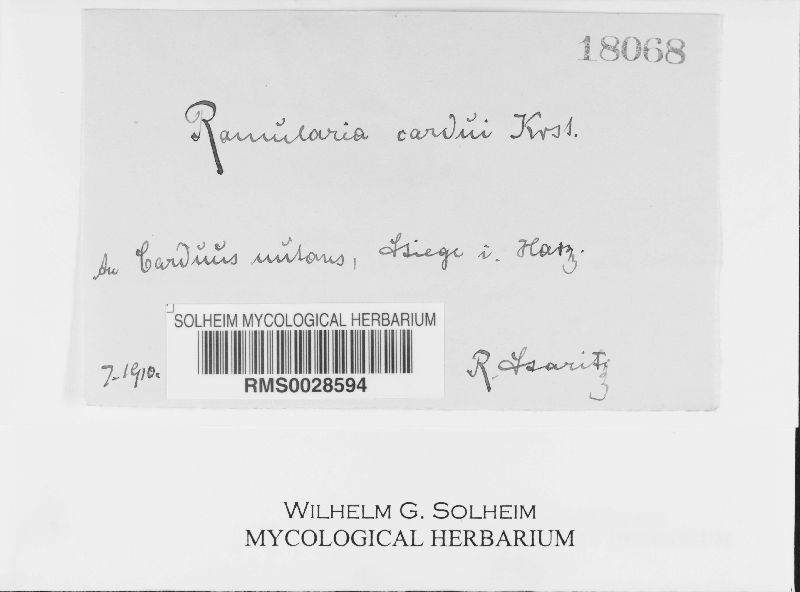 18068
Ramularia cardui Krst.
An Carduus nutans, Stiege i. Harz.
7.1910.
SOLHEIM MYCOLOGICAL HERBARIUM
RMS0028594
R. Staritz
WILHELM G. SOLHEIM
MYCOLOGICAL HERBARIUM